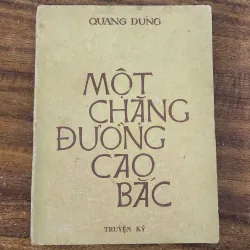 QUANG DŨNG
MỘT
CHẶNG
ĐƯỜNG
CAO
BẮC
TRUYỆN KÝ